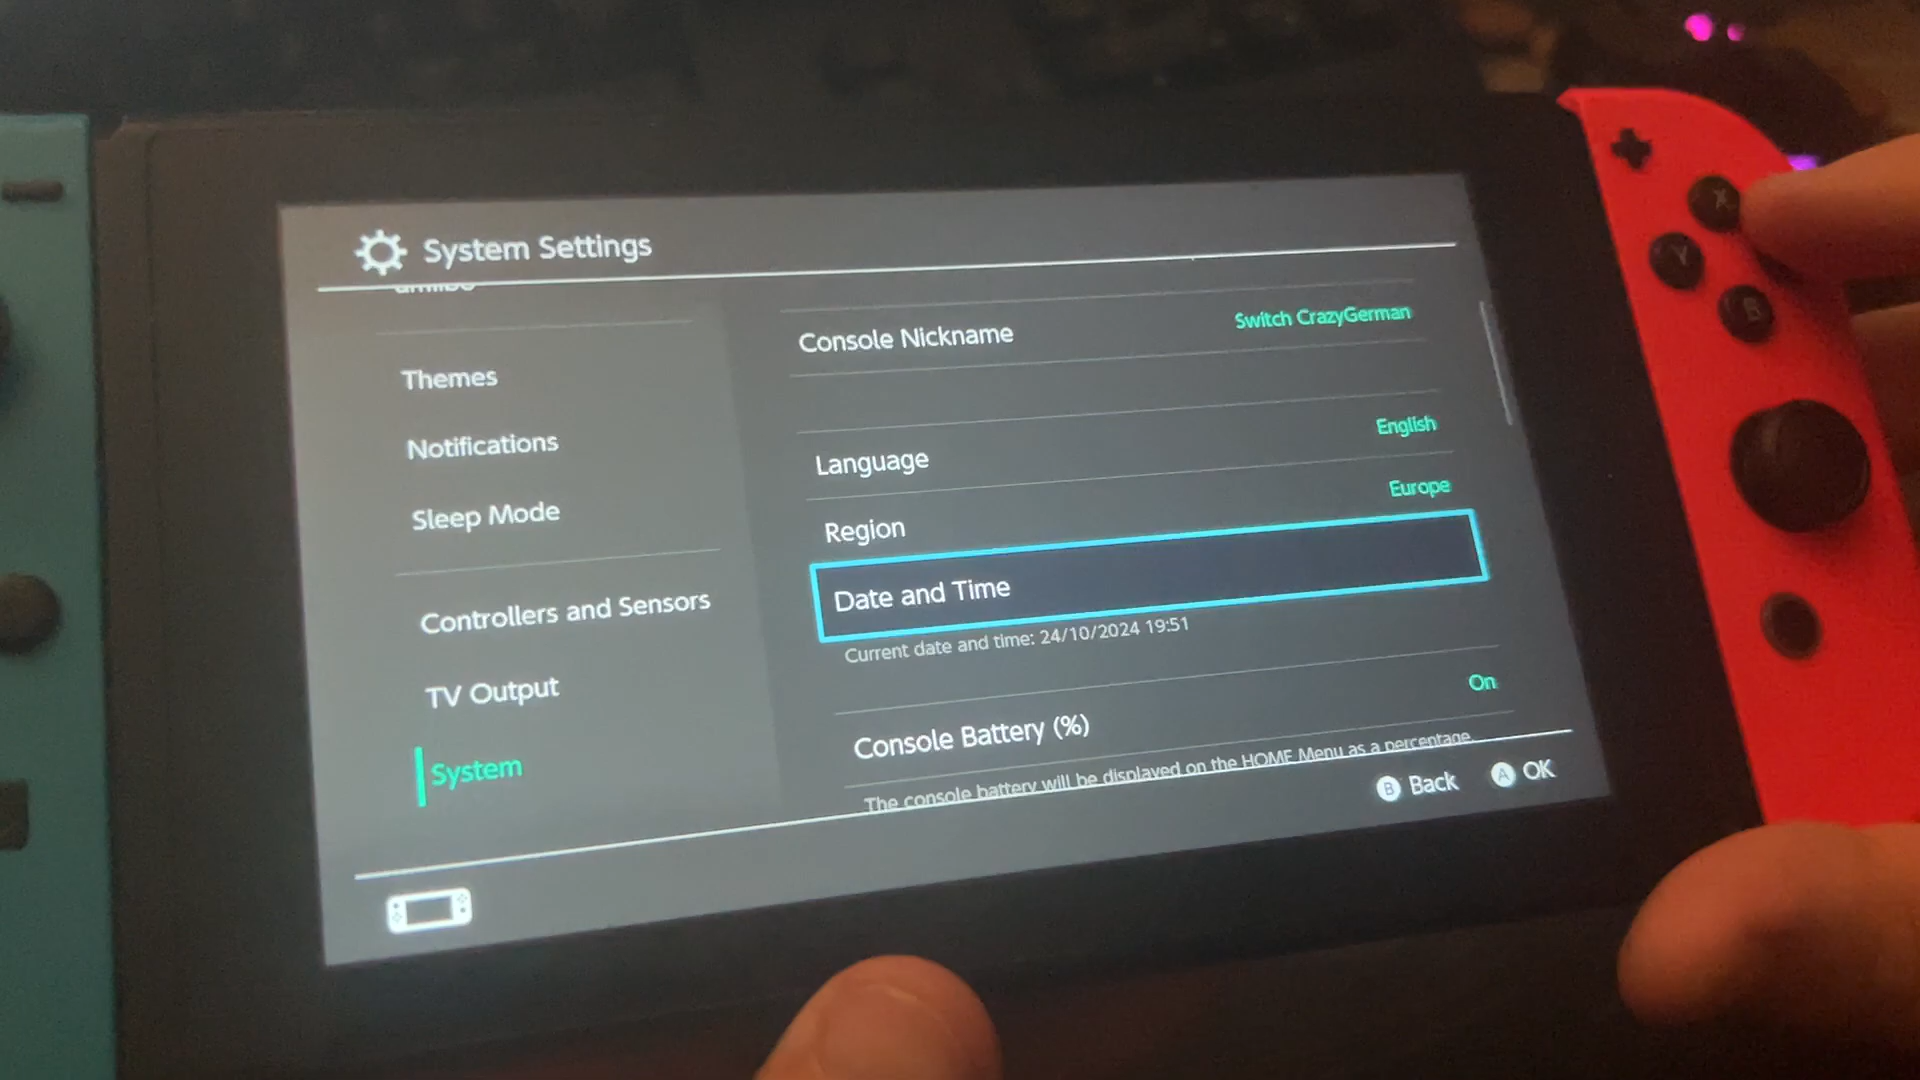 System Settings
amiibo
Themes
Notifications
Sleep Mode
Controllers and Sensors
TV Output
System
Console Nickname
Switch CrazyGerman
Language
English
Region
Europe
Date and Time
Current date and time: 24/10/2024 19:51
Console Battery (%)
On
The console battery will be displayed on the HOME Menu as a percentage.
B Back
A OK
X
Y
B